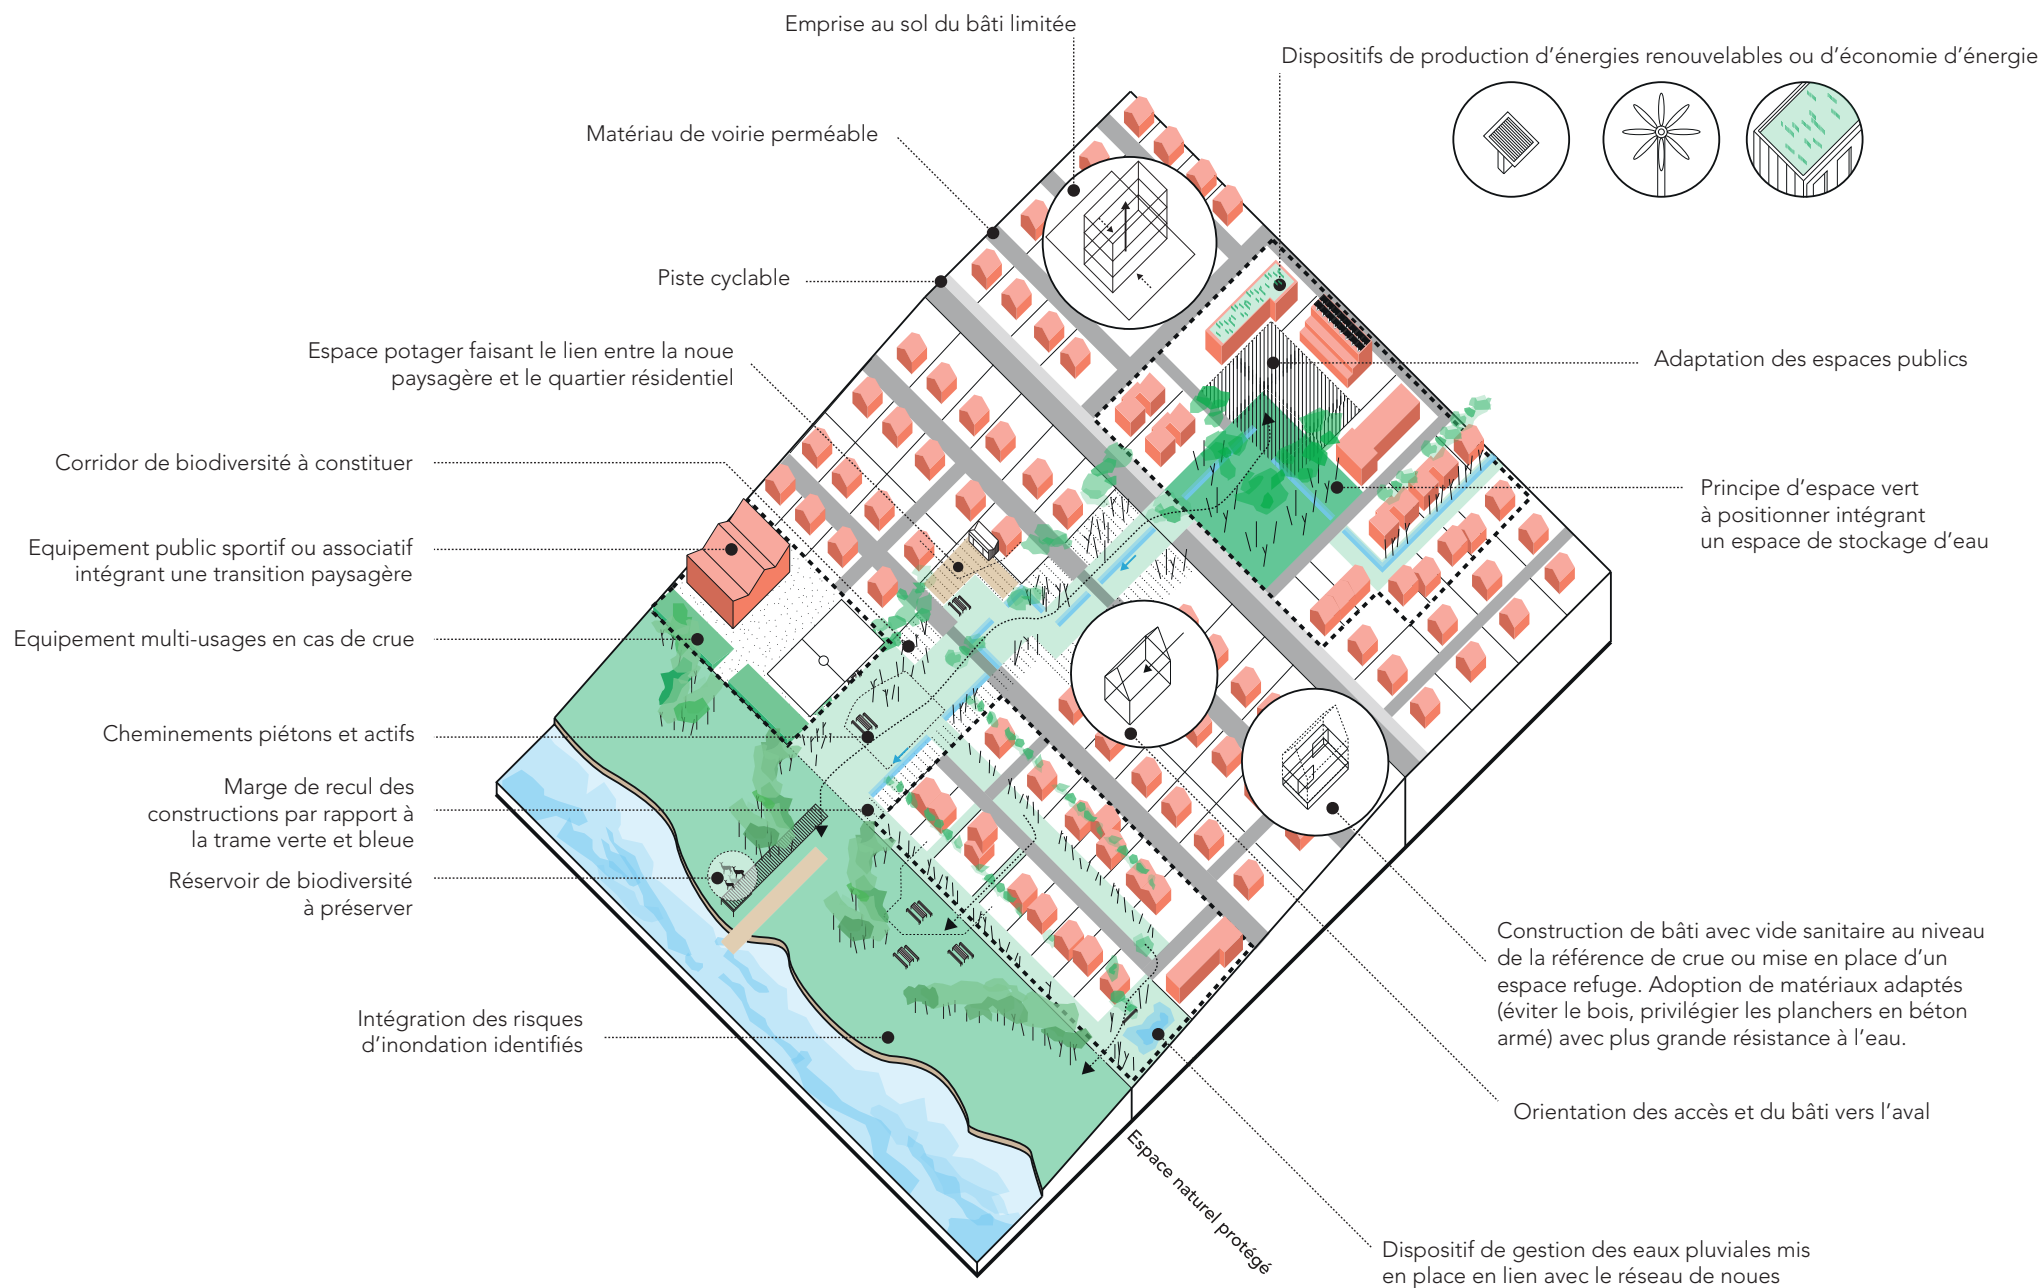 Emprise au sol du bâti limitée
Dispositifs de production d’énergies renouvelables ou d’économie d’énergie
Matériau de voirie perméable
Piste cyclable
Espace potager faisant le lien entre la noue
paysagère et le quartier résidentiel
Adaptation des espaces publics
Corridor de biodiversité à constituer
Principe d’espace vert
à positionner intégrant
un espace de stockage d’eau
Equipement public sportif ou associatif
intégrant une transition paysagère
Equipement multi-usages en cas de crue
Cheminements piétons et actifs
Marge de recul des
constructions par rapport à
la trame verte et bleue
Réservoir de biodiversité
à préserver
Construction de bâti avec vide sanitaire au niveau
de la référence de crue ou mise en place d’un
espace refuge. Adoption de matériaux adaptés
(éviter le bois, privilégier les planchers en béton
armé) avec plus grande résistance à l’eau.
Intégration des risques
d’inondation identifiés
Orientation des accès et du bâti vers l’aval
Espace naturel protégé
Dispositif de gestion des eaux pluviales mis
en place en lien avec le réseau de noues